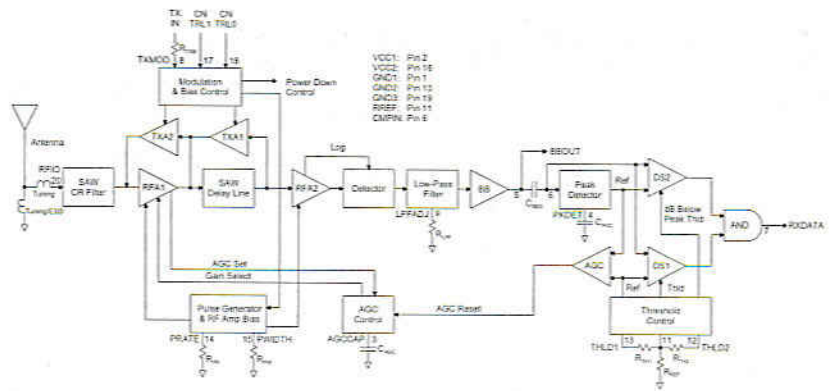 TX CN CN
IN TRL1 TRL0
TXMOD 8 17 18
VCC1: Pin 2
VCC2: Pin 16
GND1: Pin 1
GND2: Pin 10
GND3: Pin 19
RREF: Pin 11
CMPIN: Pin 6
Modulation
& Bias Control
Power Down
Control
Antenna
TXA2
TXA1
Log
BBOUT
RFIO
20
Tuning
SAW
CR Filter
RFA1
SAW
Delay Line
RFA2
Detector
Low-Pass
Filter
BB
5
6
Peak
Detector
Ref
DS2
Tuning/ESD
LPFADJ 9
PKDET 4
dB Below
Peak Thld
AND
7
RXDATA
AGC Set
Gain Select
AGC
DS1
Ref
Thld
Pulse Generator
& RF Amp Bias
AGC
Control
AGC Reset
Threshold
Control
PRATE 14
15 PWIDTH
AGCCAP 3
THLD1 13 11 12 THLD2